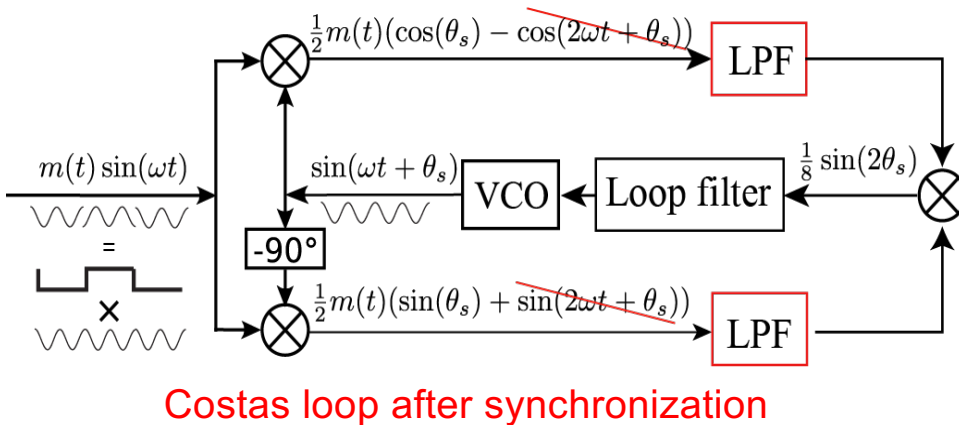 ½m(t)(cos(θₛ) − cos(2ωt + θₛ))
LPF
m(t) sin(ωt)
sin(ωt + θₛ)
VCO
Loop filter
⅛ sin(2θₛ)
=
-90°
×
½m(t)(sin(θₛ) + sin(2ωt + θₛ))
LPF
Costas loop after synchronization